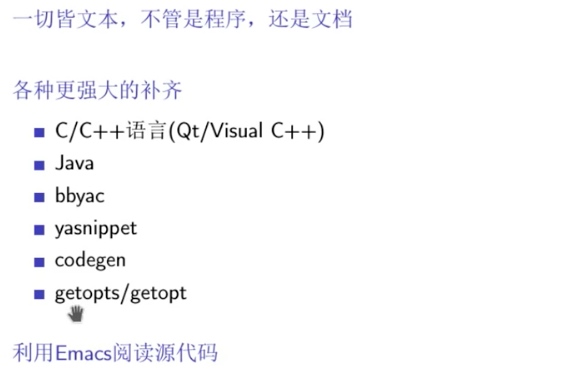 一切皆文本，不管是程序，还是文档
各种更强大的补齐
C/C++语言(Qt/Visual C++)
Java
bbyac
yasnippet
codegen
getopts/getopt
利用Emacs阅读源代码